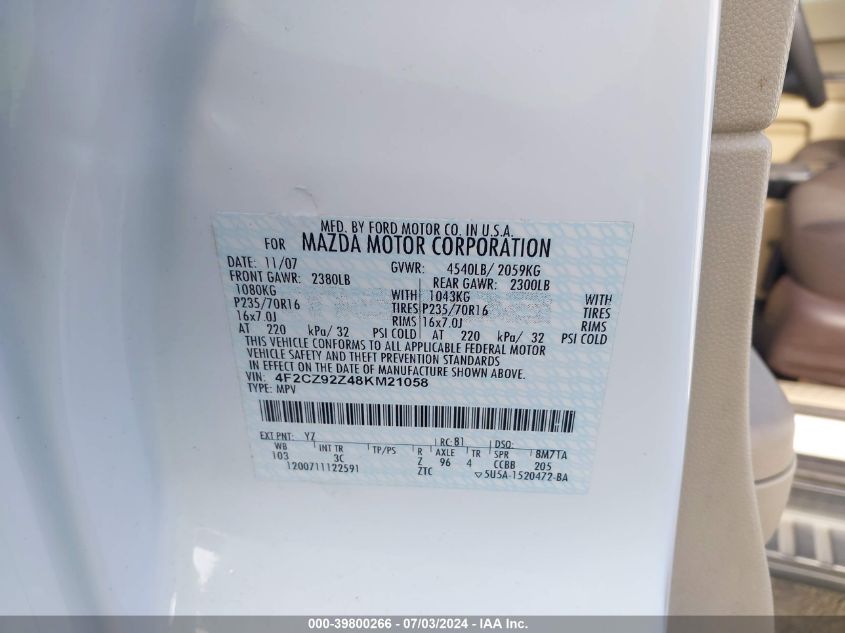 MFD. BY FORD MOTOR CO. IN U.S.A.
FOR MAZDA MOTOR CORPORATION
DATE: 11/07 GVWR: 4540LB/ 2059KG
FRONT GAWR: 2380LB REAR GAWR: 2300LB
1080KG WITH 1043KG WITH
P235/70R16 TIRES P235/70R16 TIRES
16x7.0J RIMS 16x7.0J RIMS
AT 220 kPa/ 32 PSI COLD AT 220 kPa/ 32 PSI COLD
THIS VEHICLE CONFORMS TO ALL APPLICABLE FEDERAL MOTOR
VEHICLE SAFETY AND THEFT PREVENTION STANDARDS
IN EFFECT ON THE DATE OF MANUFACTURE SHOWN ABOVE.
VIN: 4F2CZ92Z48KM21058
TYPE: MPV
EXT PNT: YZ RC: 81 DSO:
WB INT TR TP/PS R AXLE TR SPR 8M7TA
103 3C Z 96 4 CCBB 205
1200711122591 ZTC ▽5U5A-1520472-BA
000-39800266 - 07/03/2024 - IAA Inc.